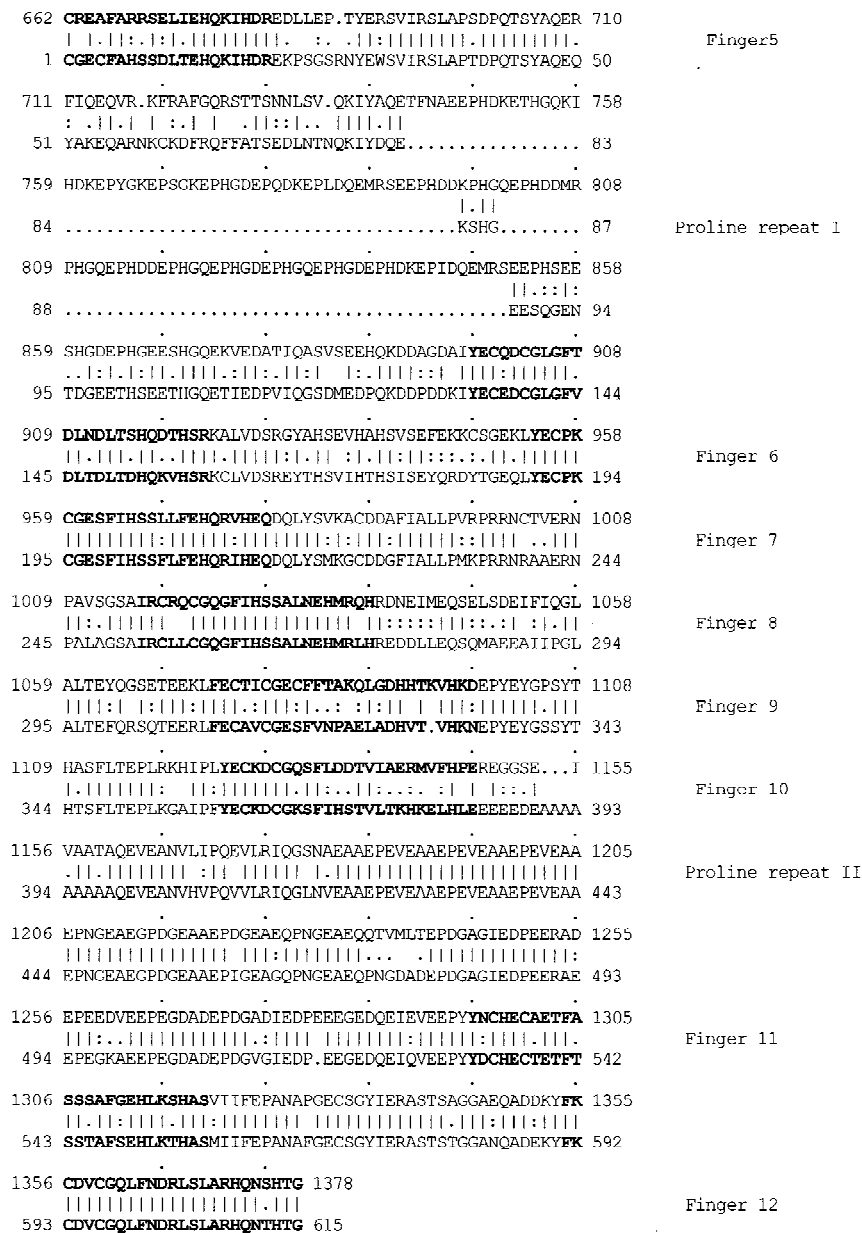 662 CREAFARRSELIEHQKIHDREDLLEP.TYERSVIRSLAPSDPQTSYAQER 710
Finger5
1 CGECFAHSSDLTEHQKIHDREKPSGSRNYEWSVIRSLAPTDPQTSYAQEQ 50
711 FIQEQVR.KFRAFGQRSTTSNNLSV.QKIYAQETFNAEEPHDKETHGQKI 758
51 YAKEQARNKCKDFRQFFATSEDLNTNQKIYDQE................. 83
759 HDKEPYGKEPSGKEPHGDEPQDKEPLDQEMRSEEPHDDKPHGQEPHDDMR 808
84 ......................................KSHG........ 87
Proline repeat 1
809 PHGQEPHDDEPHGQEPHGDEPHGQEPHGDEPHDKEPIDQEMRSEEPHSEE 858
88 ...........................................EESQGEN 94
859 SHGDEPHGEESHGQEKVEDATIQASVSEEHQKDDAGDAIYECQDCGLGFT 908
95 TDGEETHSEETHGQETIEDPVIQGSDMEDPQKDDPDDKIYECEDCGLGFV 144
909 DLNDLTSHQDTHSRKALVDSRGYAHSEVHAHSVSEFEKKCSGEKLYECPK 958
Finger 6
145 DLTDLTDHQKVHSRKCLVDSREYTHSVIHTHSISEYQRDYTGEQLYECPK 194
959 CGESFIHSSLLFEHQRVHEQDQLYSVKACDDAFIALLPVRPRRNCTVERN 1008
Finger 7
195 CGESFIHSSFLFEHQRIHEQDQLYSMKGCDDGFIALLPMKPRRNRAAERN 244
1009 PAVSGSAIRCRQCGQGFIHSSALNEHMRQHRDNEIMEQSELSDEIFIQGL 1058
Finger 8
245 PALAGSAIRCLLCGQGFIHSSALNEHMRLHREDDLLEQSQMAEEAIIPGL 294
1059 ALTEYQGSETEEKLFECTICGECFFTAKQLGDHHTKVHKDEPYEYGPSYT 1108
Finger 9
295 ALTEFQRSQTEERLFECAVCGESFVNPAELADHVT.VHKNEPYEYGSSYT 343
1109 HASFLTEPLRKHIPLYECKDCGQSFLDDTVIAERMVFHPEREGGSE...I 1155
Finger 10
344 HTSFLTEPLKGAIPFYECKDCGKSFIHSTVLTKHKELHLEEEEEDEAAAA 393
1156 VAATAQEVEANVLIPQEVLRIQGSNAEAAEPEVEAAEPEVEAAEPEVEAA 1205
Proline repeat II
394 AAAAAQEVEANVHVPQVVLRIQGLNVEAAEPEVEAAEPEVEAAEPEVEAA 443
1206 EPNGEAEGPDGEAAEPDGEAEQPNGEAEQQTVMLTEPDGAGIEDPEERAD 1255
444 EPNGEAEGPDGEAAEPIGEAGQPNGEAEQPNGDADEPDGAGIEDPEERAE 493
1256 EPEEDVEEPEGDADEPDGADIEDPEEEGEDQEIEVEEPYYNCHECAETFA 1305
Finger 11
494 EPEGKAEEPEGDADEPDGVGIEDP.EEGEDQEIQVEEPYYDCHECTETFT 542
1306 SSSAFGEHLKSHASVTIFEPANAPGECSGYIERASTSAGGAEQADDKYFK 1355
543 SSTAFSEHLKTHASMIIFEPANAFGECSGYIERASTSTGGANQADEKYFK 592
1356 CDVCGQLFNDRLSLARHQNSHTG 1378
Finger 12
593 CDVCGQLFNDRLSLARHQNTHTG 615